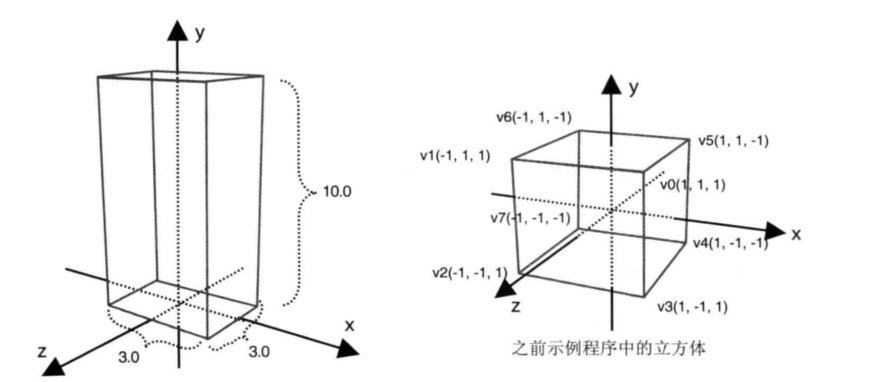 y
10.0
x
z
3.0
3.0
y
v6(-1, 1, -1)
v5(1, 1, -1)
v1(-1, 1, 1)
v0(1, 1, 1)
v7(-1, -1, -1)
x
v4(1, -1, -1)
v2(-1, -1, 1)
z
v3(1, -1, 1)
之前示例程序中的立方体